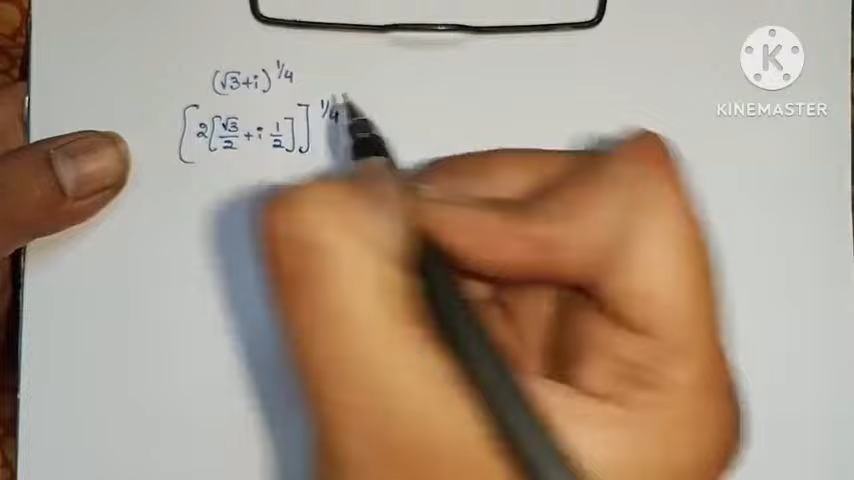 (√3+i)^1/4
[2[√3/2 + i 1/2]]^1/4
K
KINEMASTER